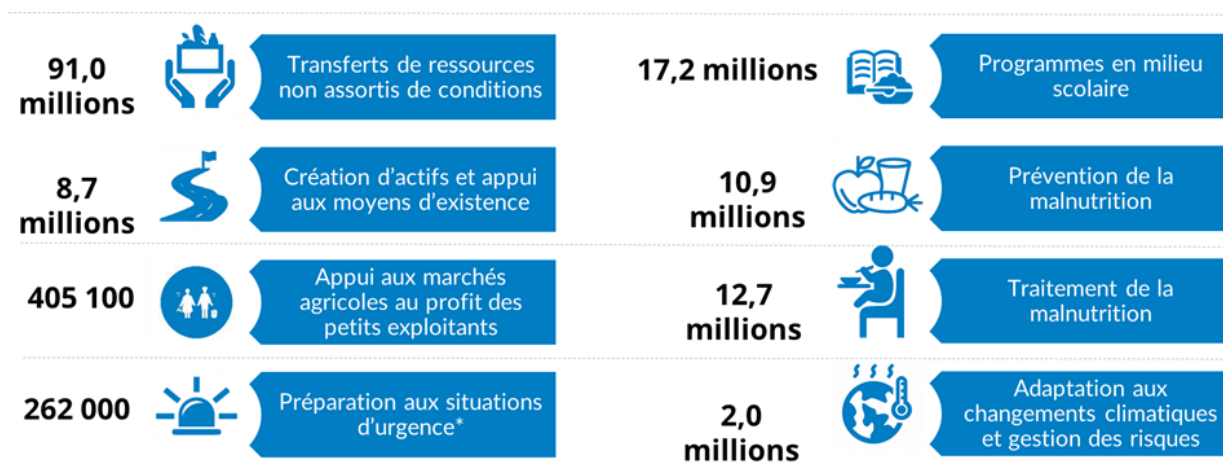 91,0
millions
Transferts de ressources
non assortis de conditions
17,2 millions
Programmes en milieu
scolaire
8,7
millions
Création d’actifs et appui
aux moyens d’existence
10,9
millions
Prévention de la
malnutrition
405 100
Appui aux marchés
agricoles au profit des
petits exploitants
12,7
millions
Traitement de la
malnutrition
262 000
Préparation aux situations
d’urgence*
2,0
millions
Adaptation aux
changements climatiques
et gestion des risques